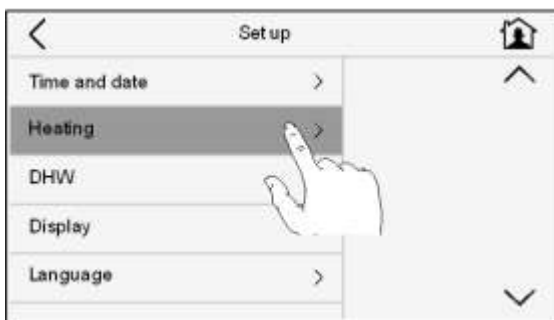 Set up
Time and date
Heating
DHW
Display
Language